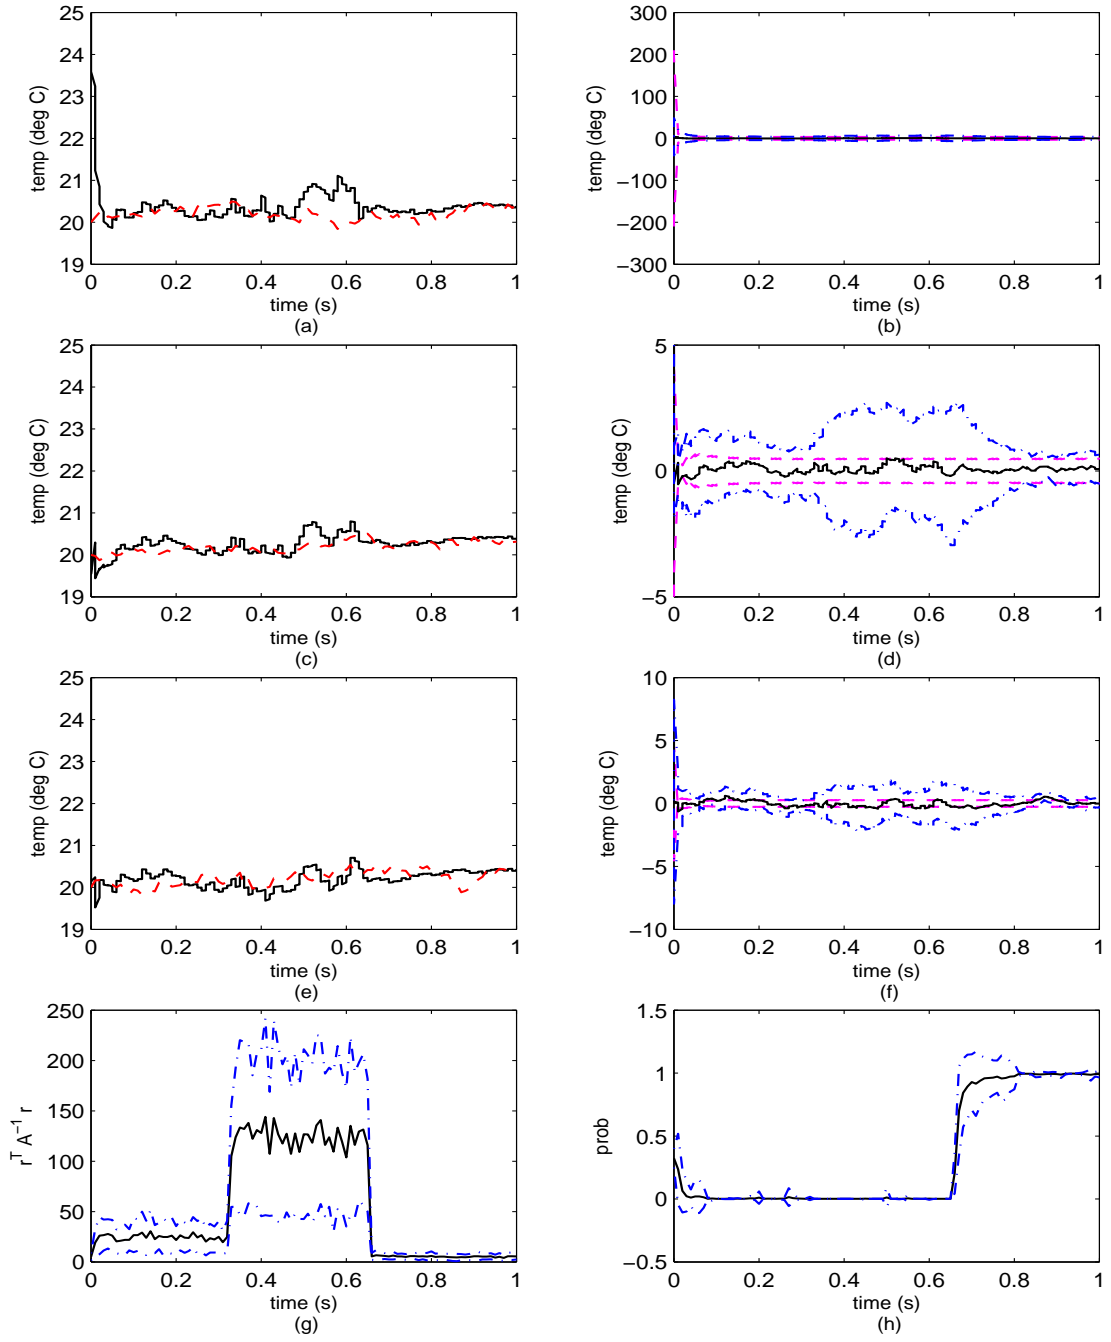 25
24
23
22
21
20
19
temp (deg C)
0 0.2 0.4 0.6 0.8 1
time (s)
(a)
300
200
100
0
−100
−200
−300
temp (deg C)
0 0.2 0.4 0.6 0.8 1
time (s)
(b)
25
24
23
22
21
20
19
temp (deg C)
0 0.2 0.4 0.6 0.8 1
time (s)
(c)
5
0
−5
temp (deg C)
0 0.2 0.4 0.6 0.8 1
time (s)
(d)
25
24
23
22
21
20
19
temp (deg C)
0 0.2 0.4 0.6 0.8 1
time (s)
(e)
10
5
0
−5
−10
temp (deg C)
0 0.2 0.4 0.6 0.8 1
time (s)
(f)
250
200
150
100
50
0
r^T A^−1 r
0 0.2 0.4 0.6 0.8 1
time (s)
(g)
1.5
1
0.5
0
−0.5
prob
0 0.2 0.4 0.6 0.8 1
time (s)
(h)